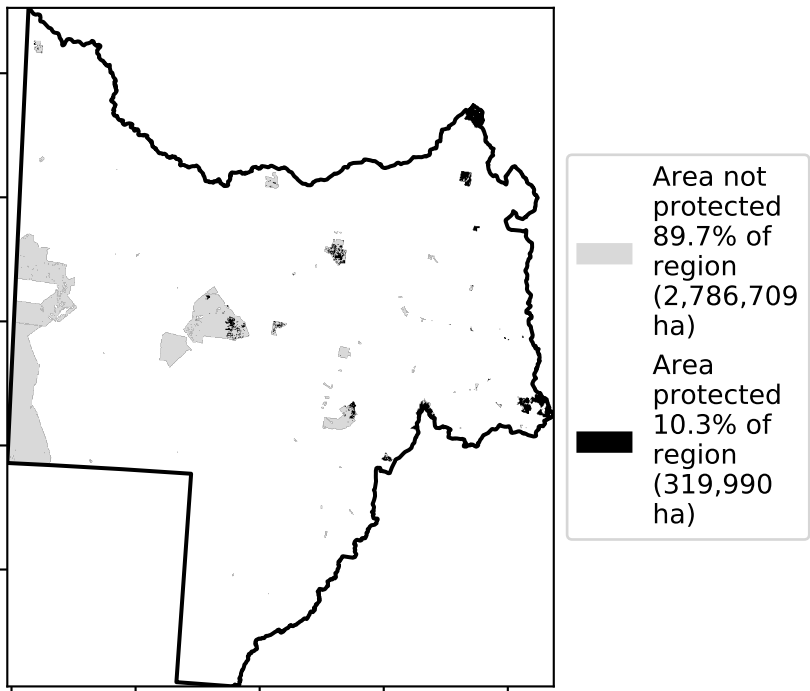 Area not
protected
89.7% of
region
(2,786,709
ha)
Area
protected
10.3% of
region
(319,990
ha)